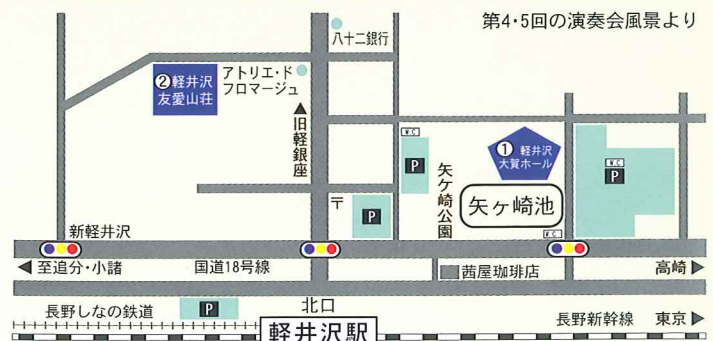 第4・5回の演奏会風景より
八十二銀行
アトリエ・ド
フロマージュ
② 軽井沢
友愛山荘
▲旧軽銀座
W.C
P
① 軽井沢
大賀ホール
W.C
P
矢ケ崎公園
矢ヶ崎池
〒
P
W.C
新軽井沢
◀至追分・小諸
国道18号線
茜屋珈琲店
高崎▶
長野しなの鉄道
P
北口
軽井沢駅
長野新幹線
東京▶